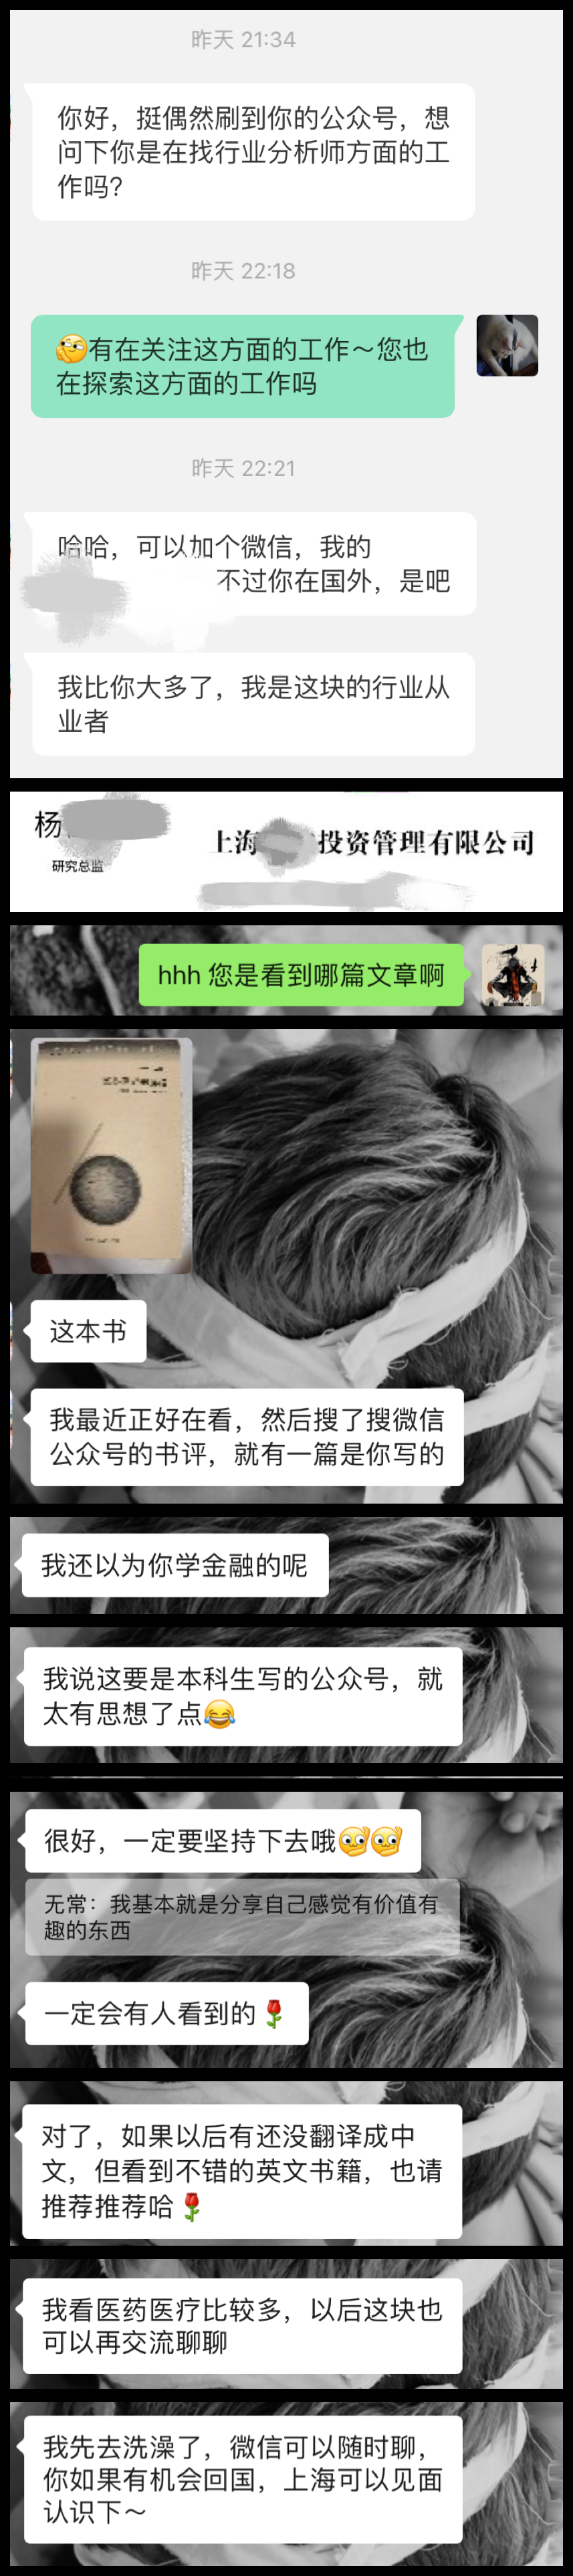 昨天 21:34
你好，挺偶然刷到你的公众号，想
问下你是在找行业分析师方面的工
作吗？
昨天 22:18
🤔有在关注这方面的工作～您也
在探索这方面的工作吗
昨天 22:21
哈哈，可以加个微信，我的
不过你在国外，是吧
我比你大多了，我是这块的行业从
业者
杨
上海 投资管理有限公司
研究总监
hhh 您是看到哪篇文章啊
这本书
我最近正好在看，然后搜了搜微信
公众号的书评，就有一篇是你写的
我还以为你学金融的呢
我说这要是本科生写的公众号，就
太有思想了点😂
很好，一定要坚持下去哦
无常：我基本就是分享自己感觉有价值有
趣的东西
一定会有人看到的🌹
对了，如果以后有还没翻译成中
文，但看到不错的英文书籍，也请
推荐推荐哈🌹
我看医药医疗比较多，以后这块也
可以再交流聊聊
我先去洗澡了，微信可以随时聊，
你如果有机会回国，上海可以见面
认识下～